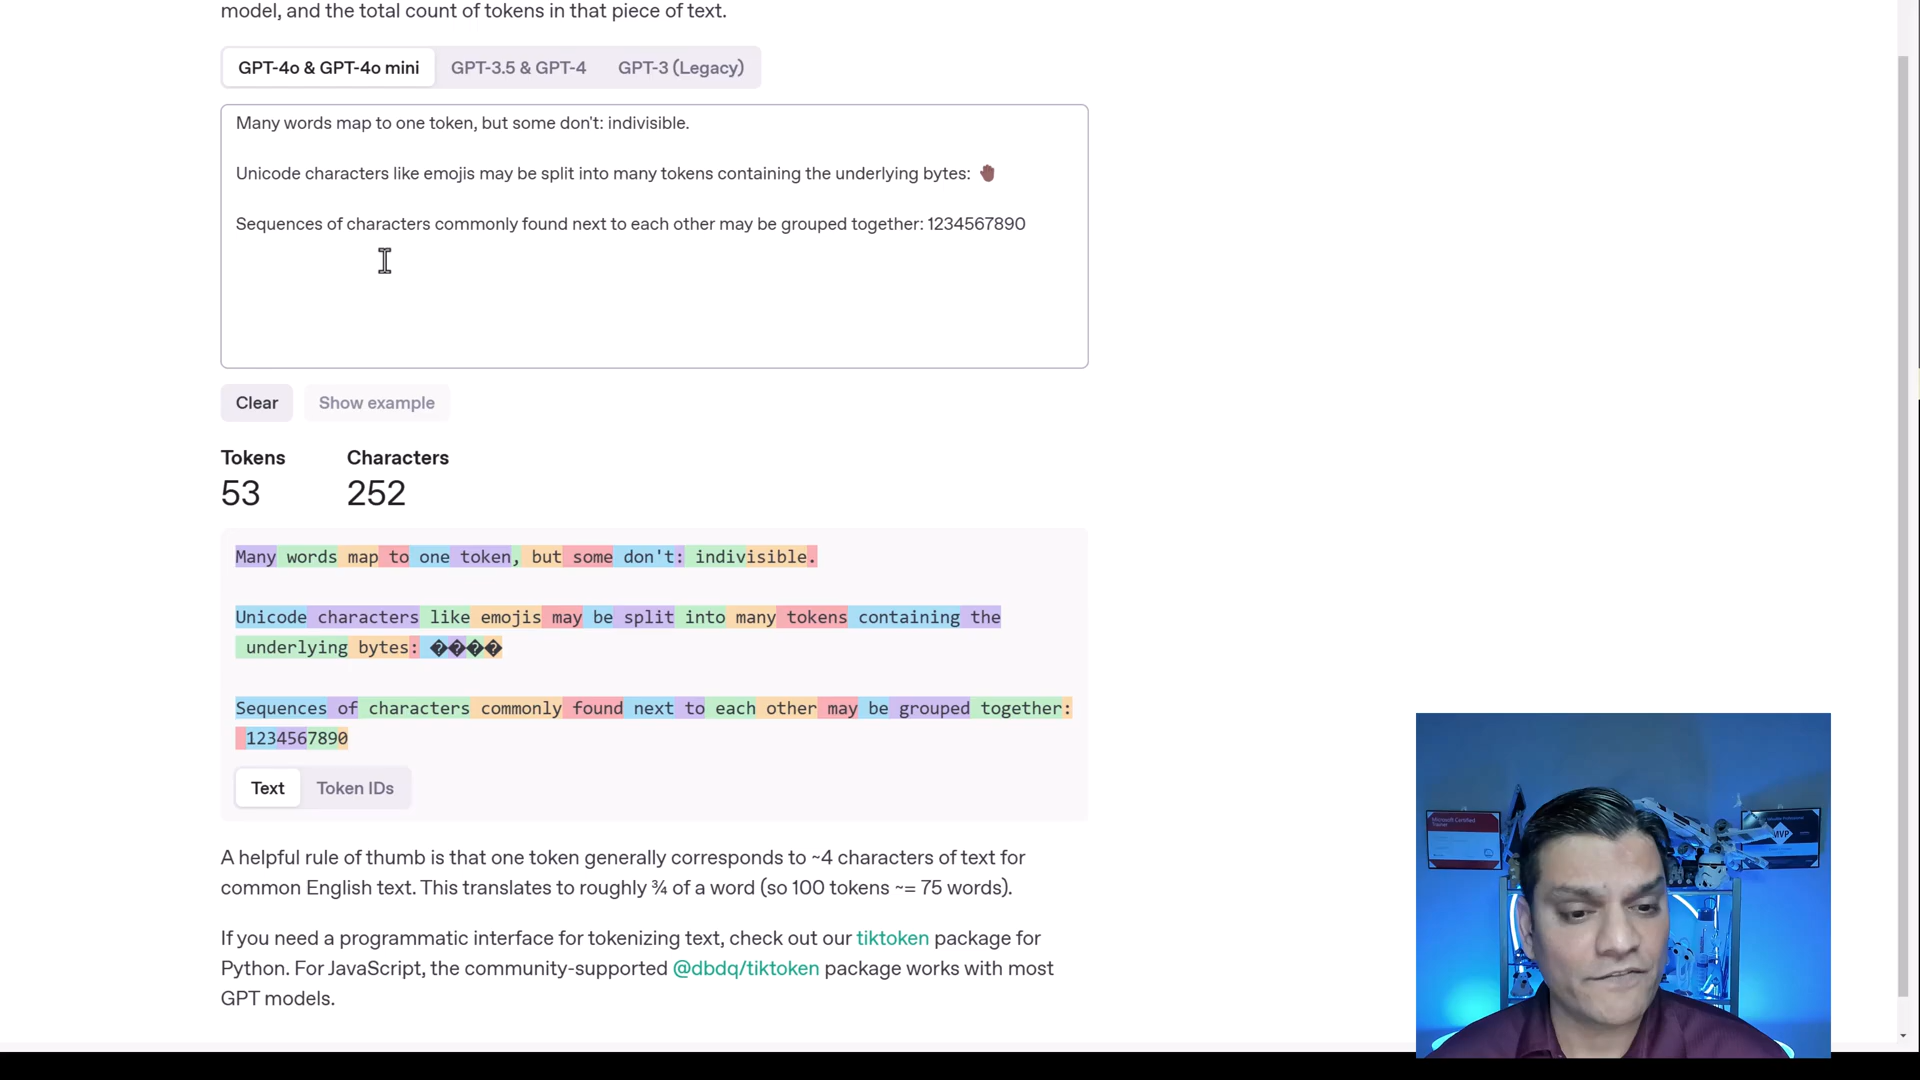 model, and the total count of tokens in that piece of text.
GPT-4o & GPT-4o mini GPT-3.5 & GPT-4 GPT-3 (Legacy)
Many words map to one token, but some don't: indivisible.
Unicode characters like emojis may be split into many tokens containing the underlying bytes: 🤚🏿
Sequences of characters commonly found next to each other may be grouped together: 1234567890
Clear Show example
Tokens Characters
53 252
Many words map to one token, but some don't: indivisible.
Unicode characters like emojis may be split into many tokens containing the
underlying bytes: ����
Sequences of characters commonly found next to each other may be grouped together:
1234567890
Text Token IDs
A helpful rule of thumb is that one token generally corresponds to ~4 characters of text for
common English text. This translates to roughly ¾ of a word (so 100 tokens ~= 75 words).
If you need a programmatic interface for tokenizing text, check out our tiktoken package for
Python. For JavaScript, the community-supported @dbdq/tiktoken package works with most
GPT models.
Microsoft Certified
Trainer
MVP